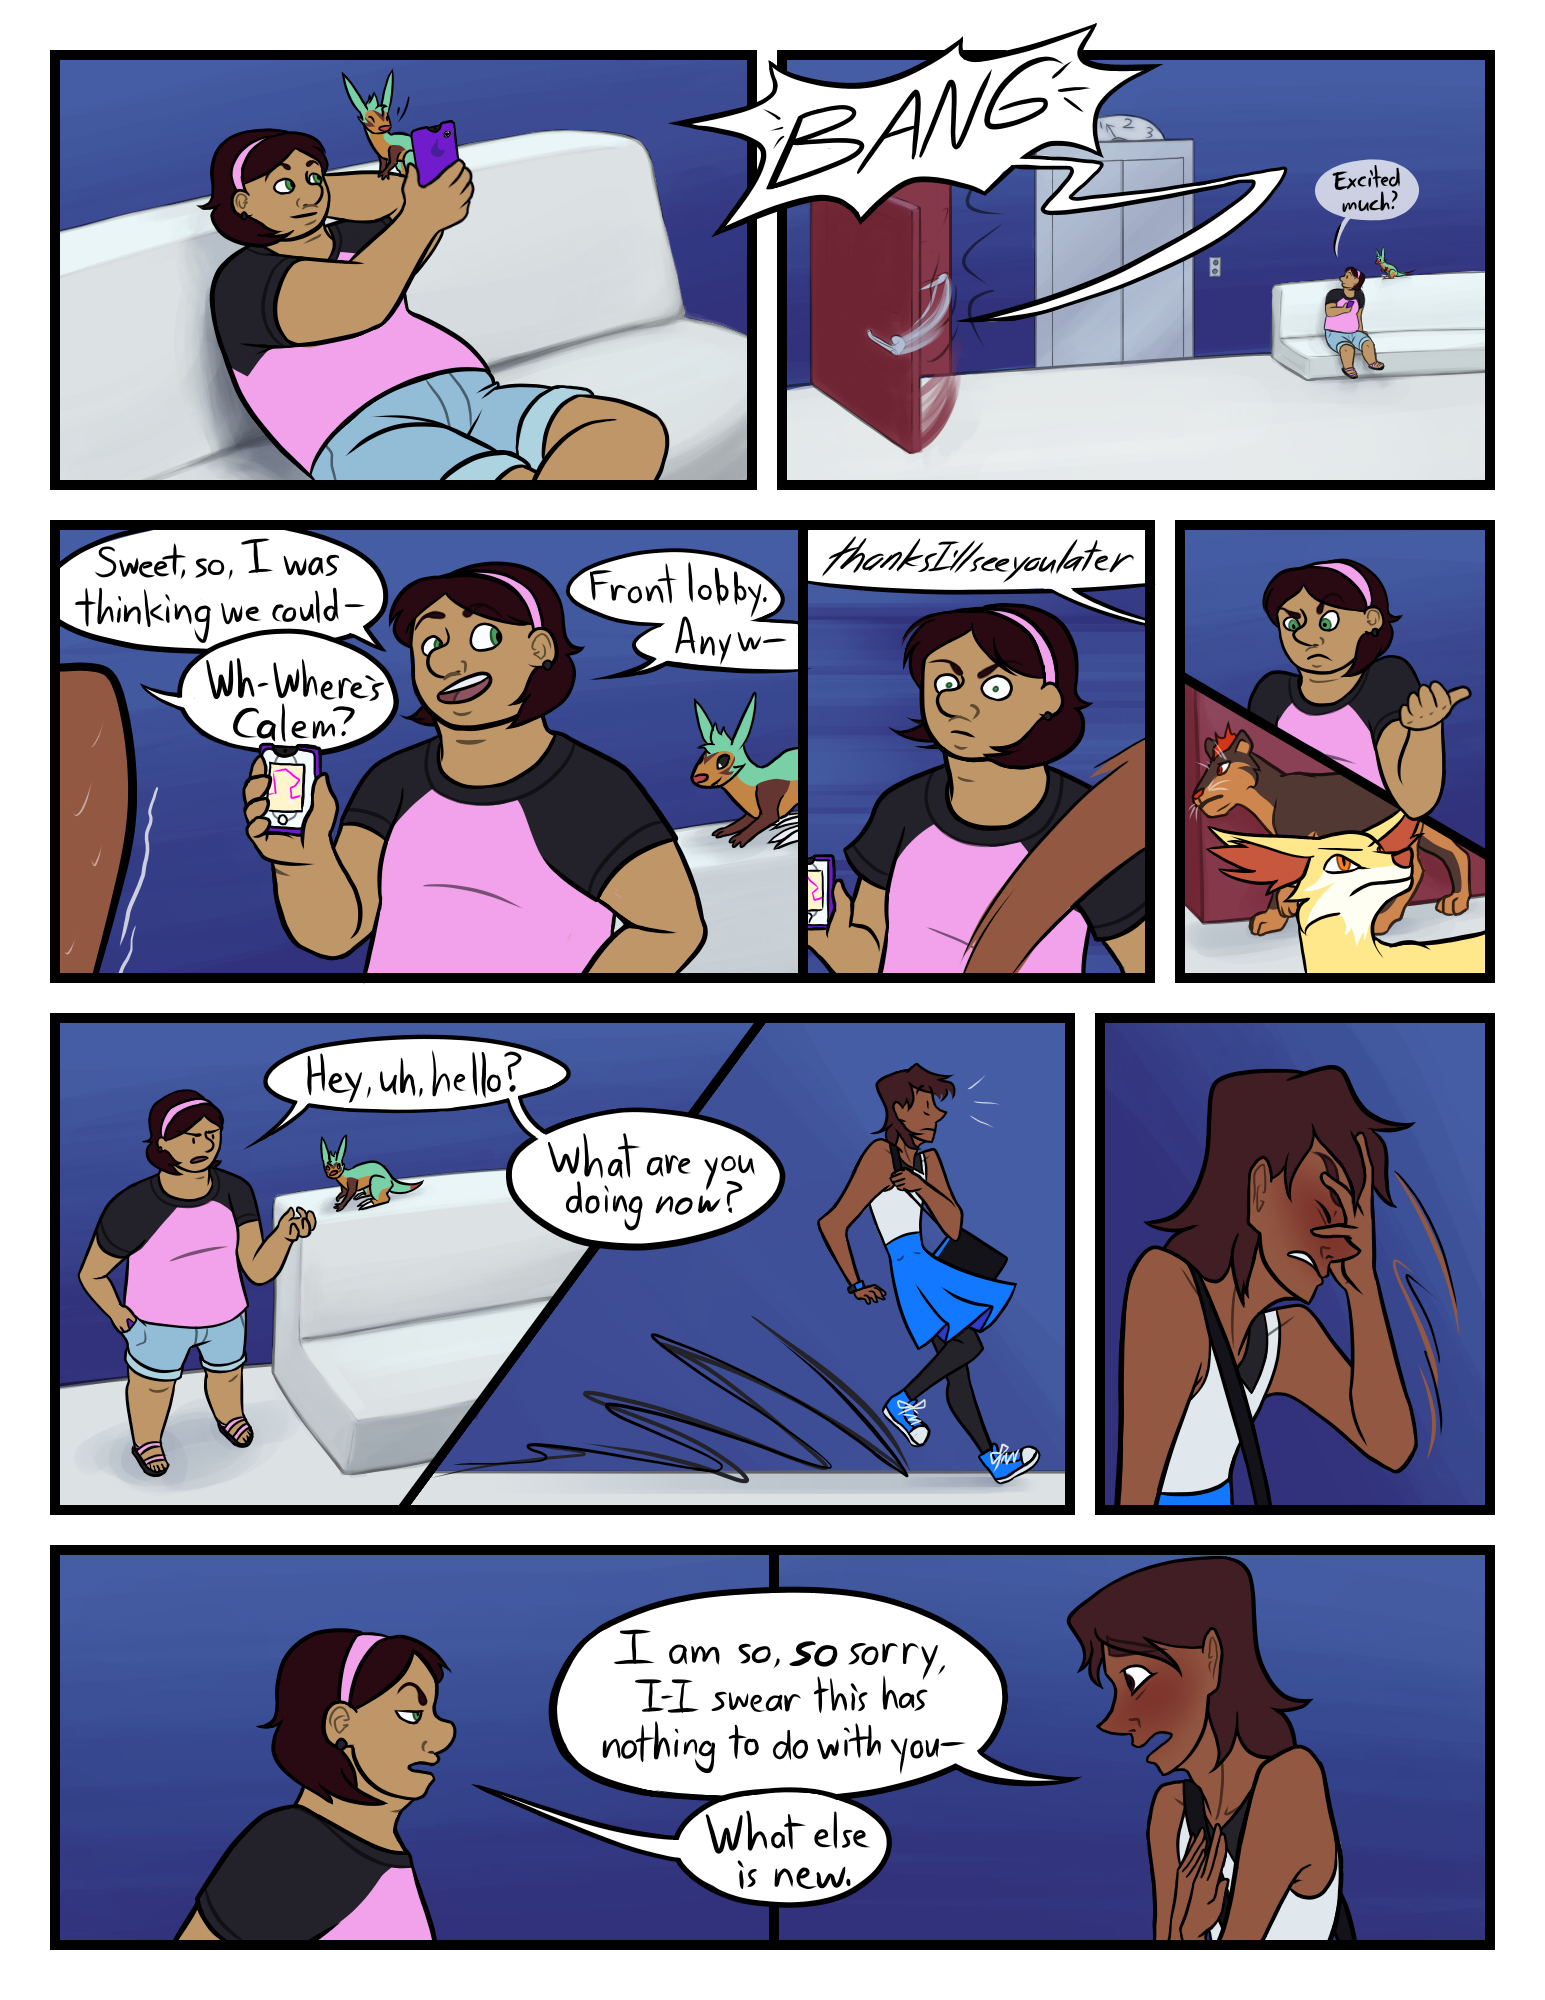 BANG
2
3
Excited
much?
Sweet, so, I was
thinking we could—
Wh-Where's
Calem?
Front lobby.
Anyw—
thanksI'llseeyoulater
Hey, uh, hello?
What are you
doing now?
I am so, so sorry,
I-I swear this has
nothing to do with you—
What else
is new.